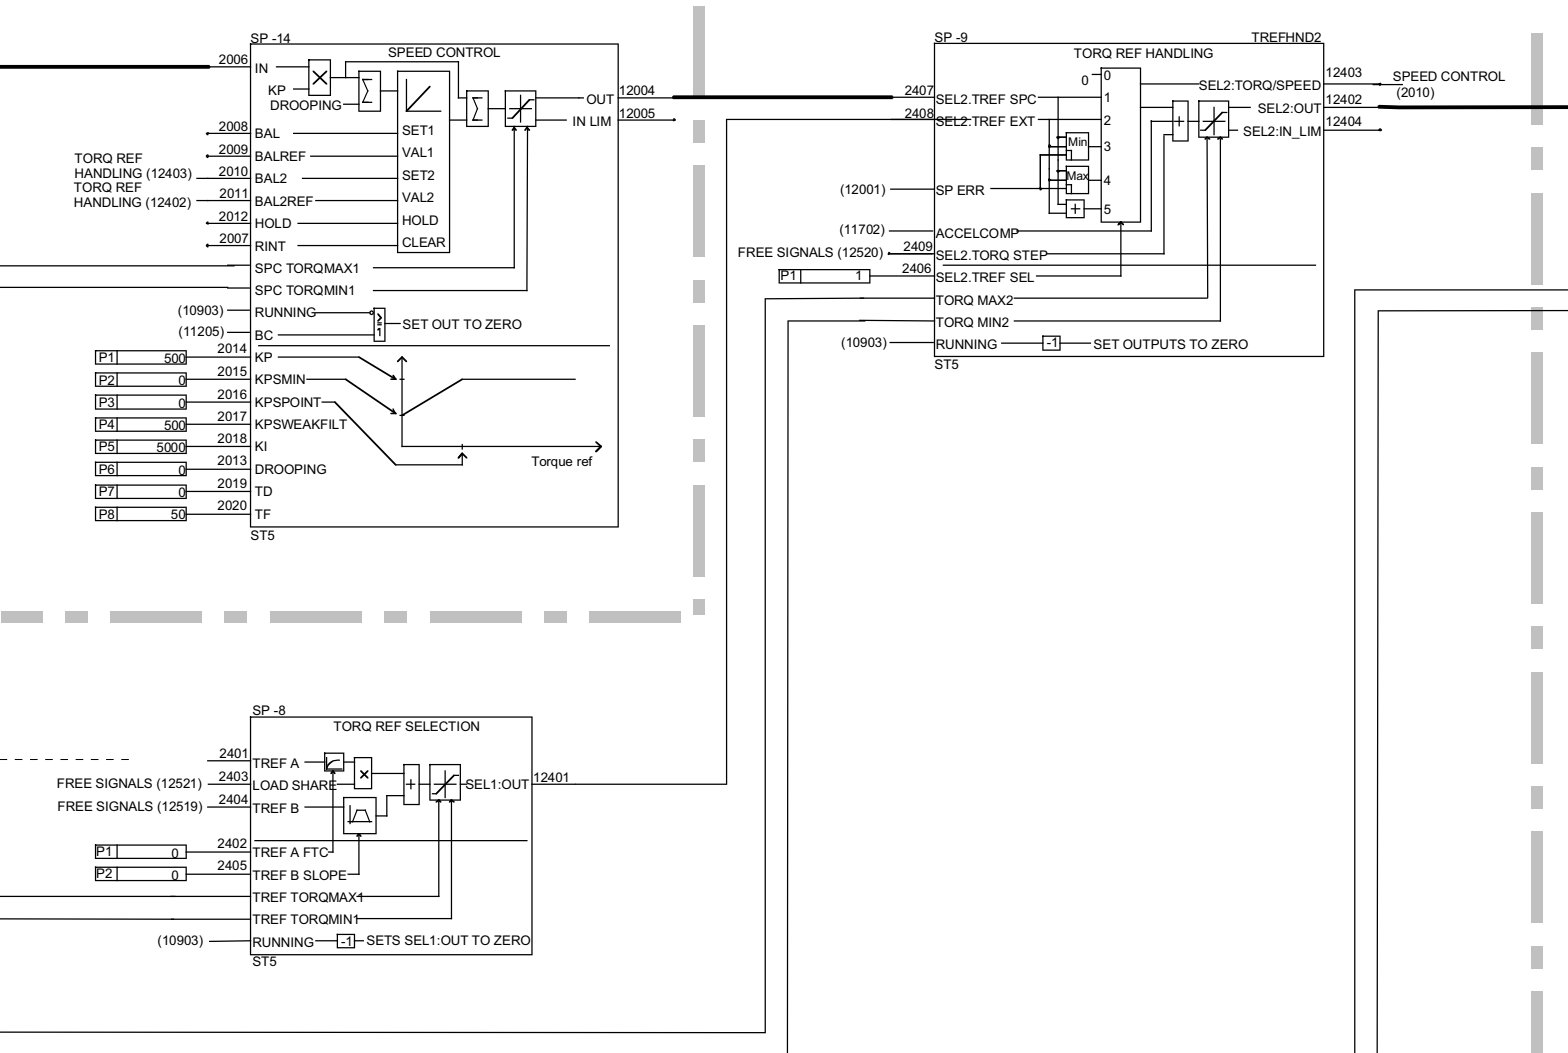 SP -14
SPEED CONTROL
2006
IN
KP
DROOPING
OUT
12004
IN LIM
12005
2008
BAL
SET1
2009
BALREF
VAL1
TORQ REF
HANDLING (12403)
2010
BAL2
SET2
TORQ REF
HANDLING (12402)
2011
BAL2REF
VAL2
2012
HOLD
HOLD
2007
RINT
CLEAR
SPC TORQMAX1
SPC TORQMIN1
(10903)
RUNNING
≥1
SET OUT TO ZERO
(11205)
BC
P1 500
2014
KP
P2 0
2015
KPSMIN
P3 0
2016
KPSPOINT
P4 500
2017
KPSWEAKFILT
P5 5000
2018
KI
Torque ref
P6 0
2013
DROOPING
P7 0
2019
TD
P8 50
2020
TF
ST5
SP -9
TREFHND2
TORQ REF HANDLING
0
0
SEL2:TORQ/SPEED
12403
SPEED CONTROL
(2010)
2407
SEL2.TREF SPC
1
SEL2:OUT
12402
2408
SEL2.TREF EXT
2
+
SEL2:IN_LIM
12404
Min
3
(12001)
SP ERR
Max
4
+
5
(11702)
ACCELCOMP
FREE SIGNALS (12520)
2409
SEL2.TORQ STEP
P1 1
2406
SEL2.TREF SEL
TORQ MAX2
TORQ MIN2
(10903)
RUNNING
-1
SET OUTPUTS TO ZERO
ST5
SP -8
TORQ REF SELECTION
2401
TREF A
FREE SIGNALS (12521)
2403
LOAD SHARE
X
+
SEL1:OUT
12401
FREE SIGNALS (12519)
2404
TREF B
P1 0
2402
TREF A FTC
P2 0
2405
TREF B SLOPE
TREF TORQMAX1
TREF TORQMIN1
(10903)
RUNNING
-1
SETS SEL1:OUT TO ZERO
ST5